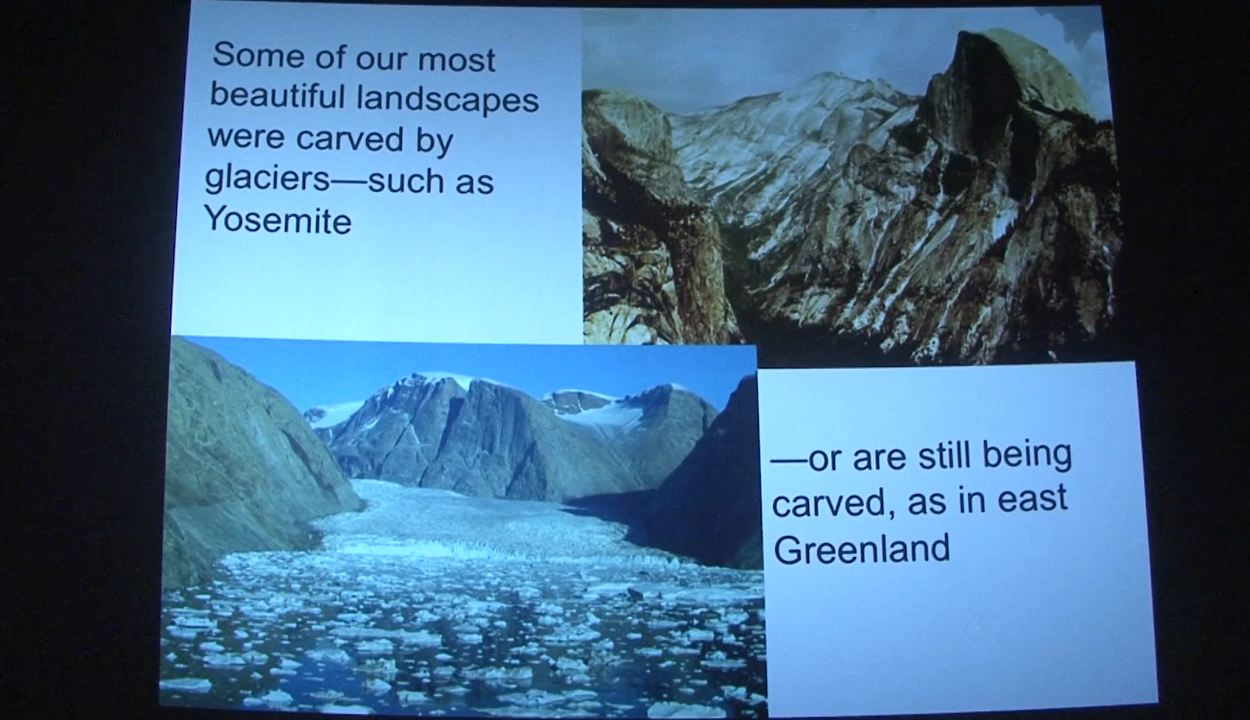 Some of our most
beautiful landscapes
were carved by
glaciers—such as
Yosemite
—or are still being
carved, as in east
Greenland